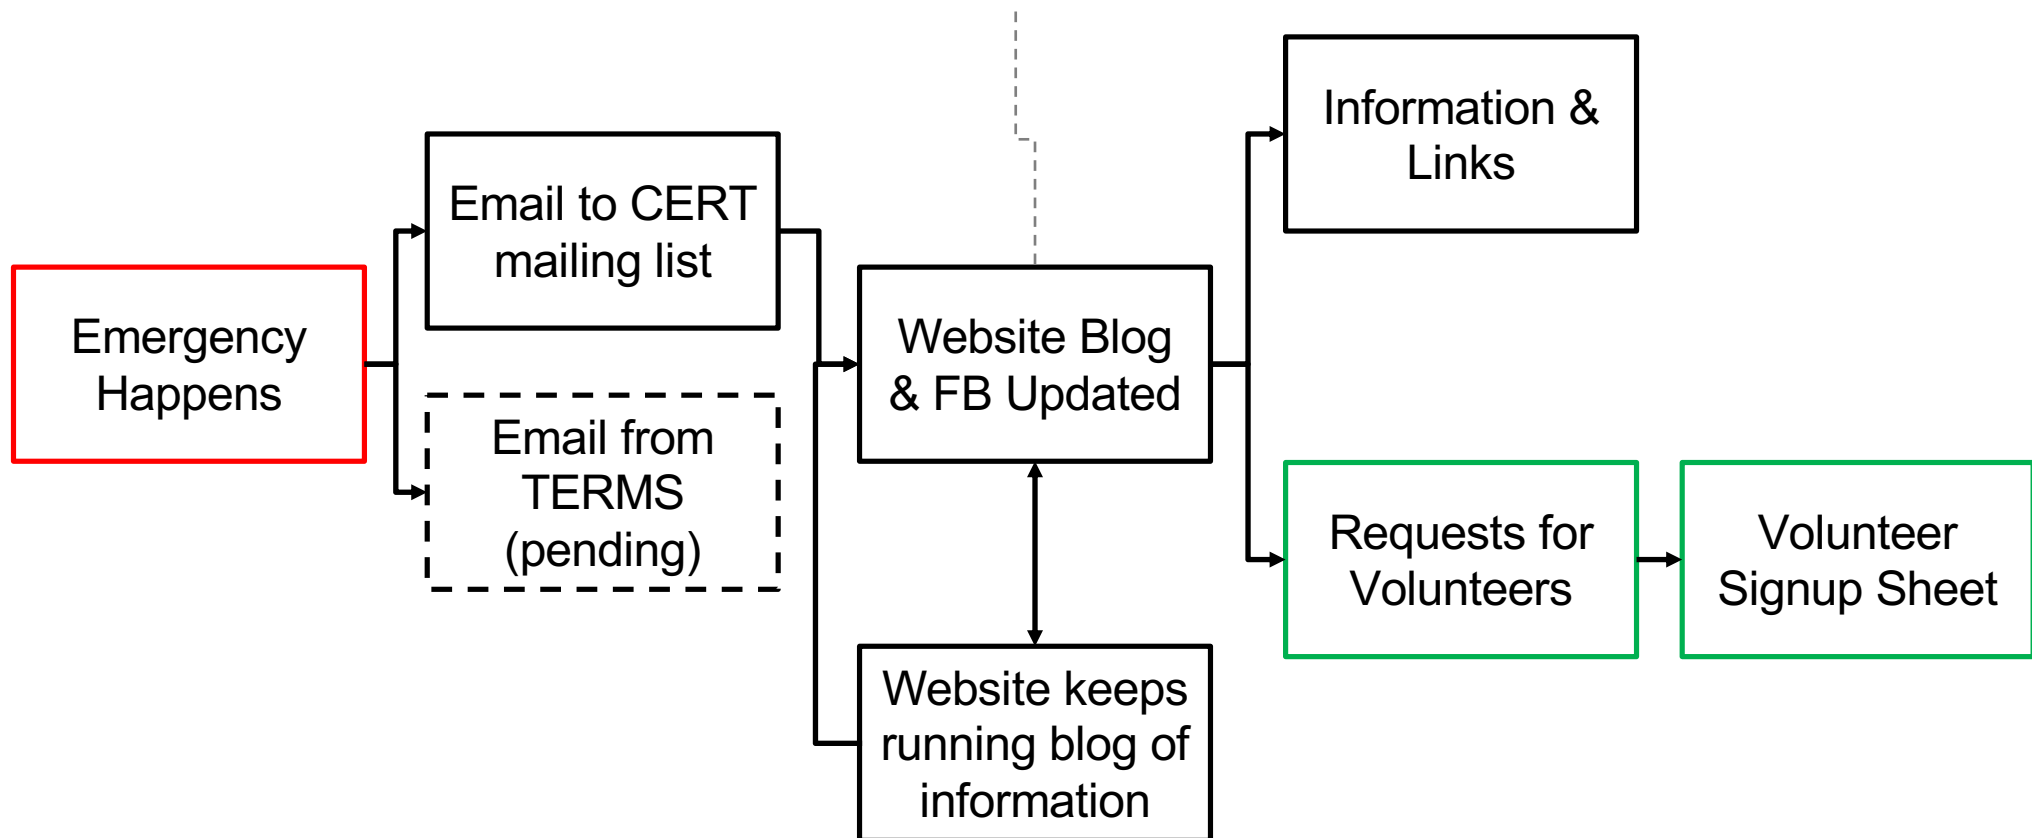 Emergency
Happens
Email to CERT
mailing list
Email from
TERMS
(pending)
Website Blog
& FB Updated
Website keeps
running blog of
information
Information &
Links
Requests for
Volunteers
Volunteer
Signup Sheet